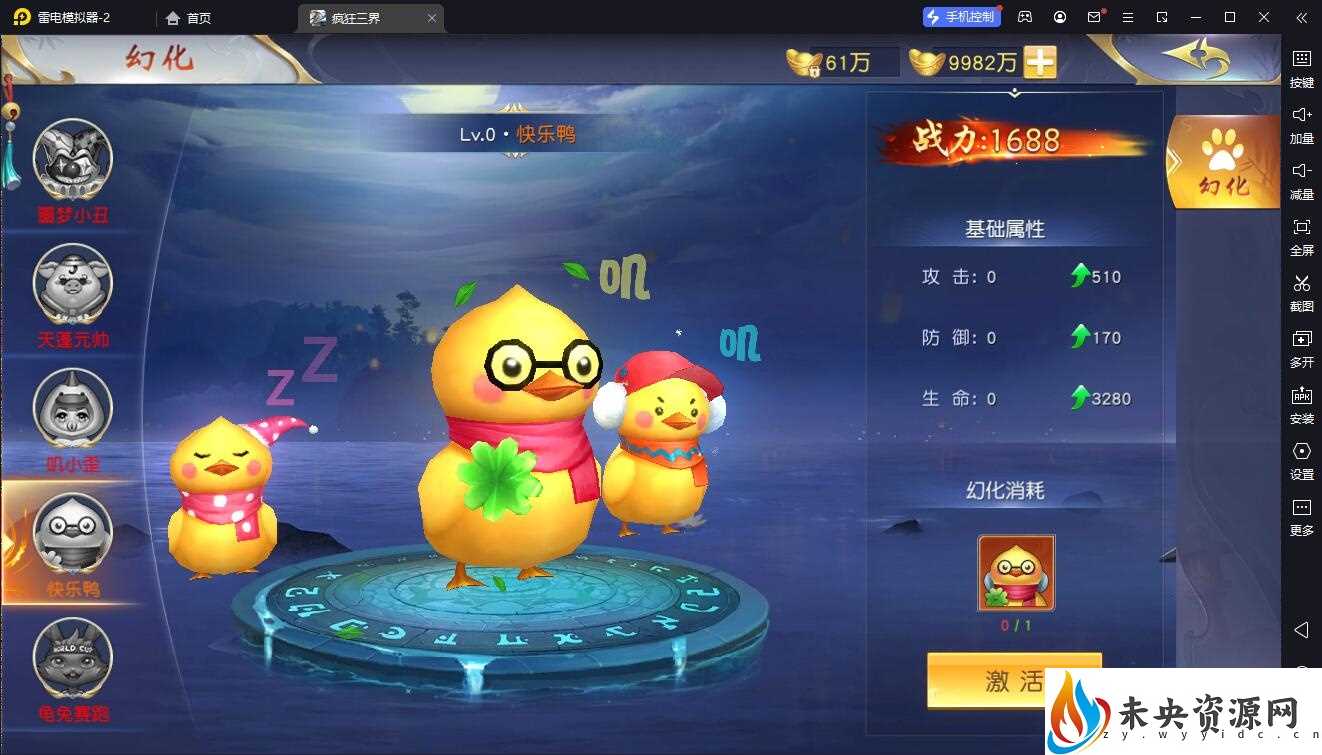 雷电模拟器-2
首页
疯狂三界
手机控制
幻化
61万
9982万
按键
加量
减量
全屏
截图
多开
安装
设置
更多
噩梦小丑
天蓬元帅
叽小歪
快乐鸭
WORLD CUP
龟兔赛跑
Lv.0·快乐鸭
z Z
on
on
战力:1688
幻化
基础属性
攻 击: 0 510
防 御: 0 170
生 命: 0 3280
幻化消耗
0 / 1
激 活
未央资源网
zy.wyyidc.cn